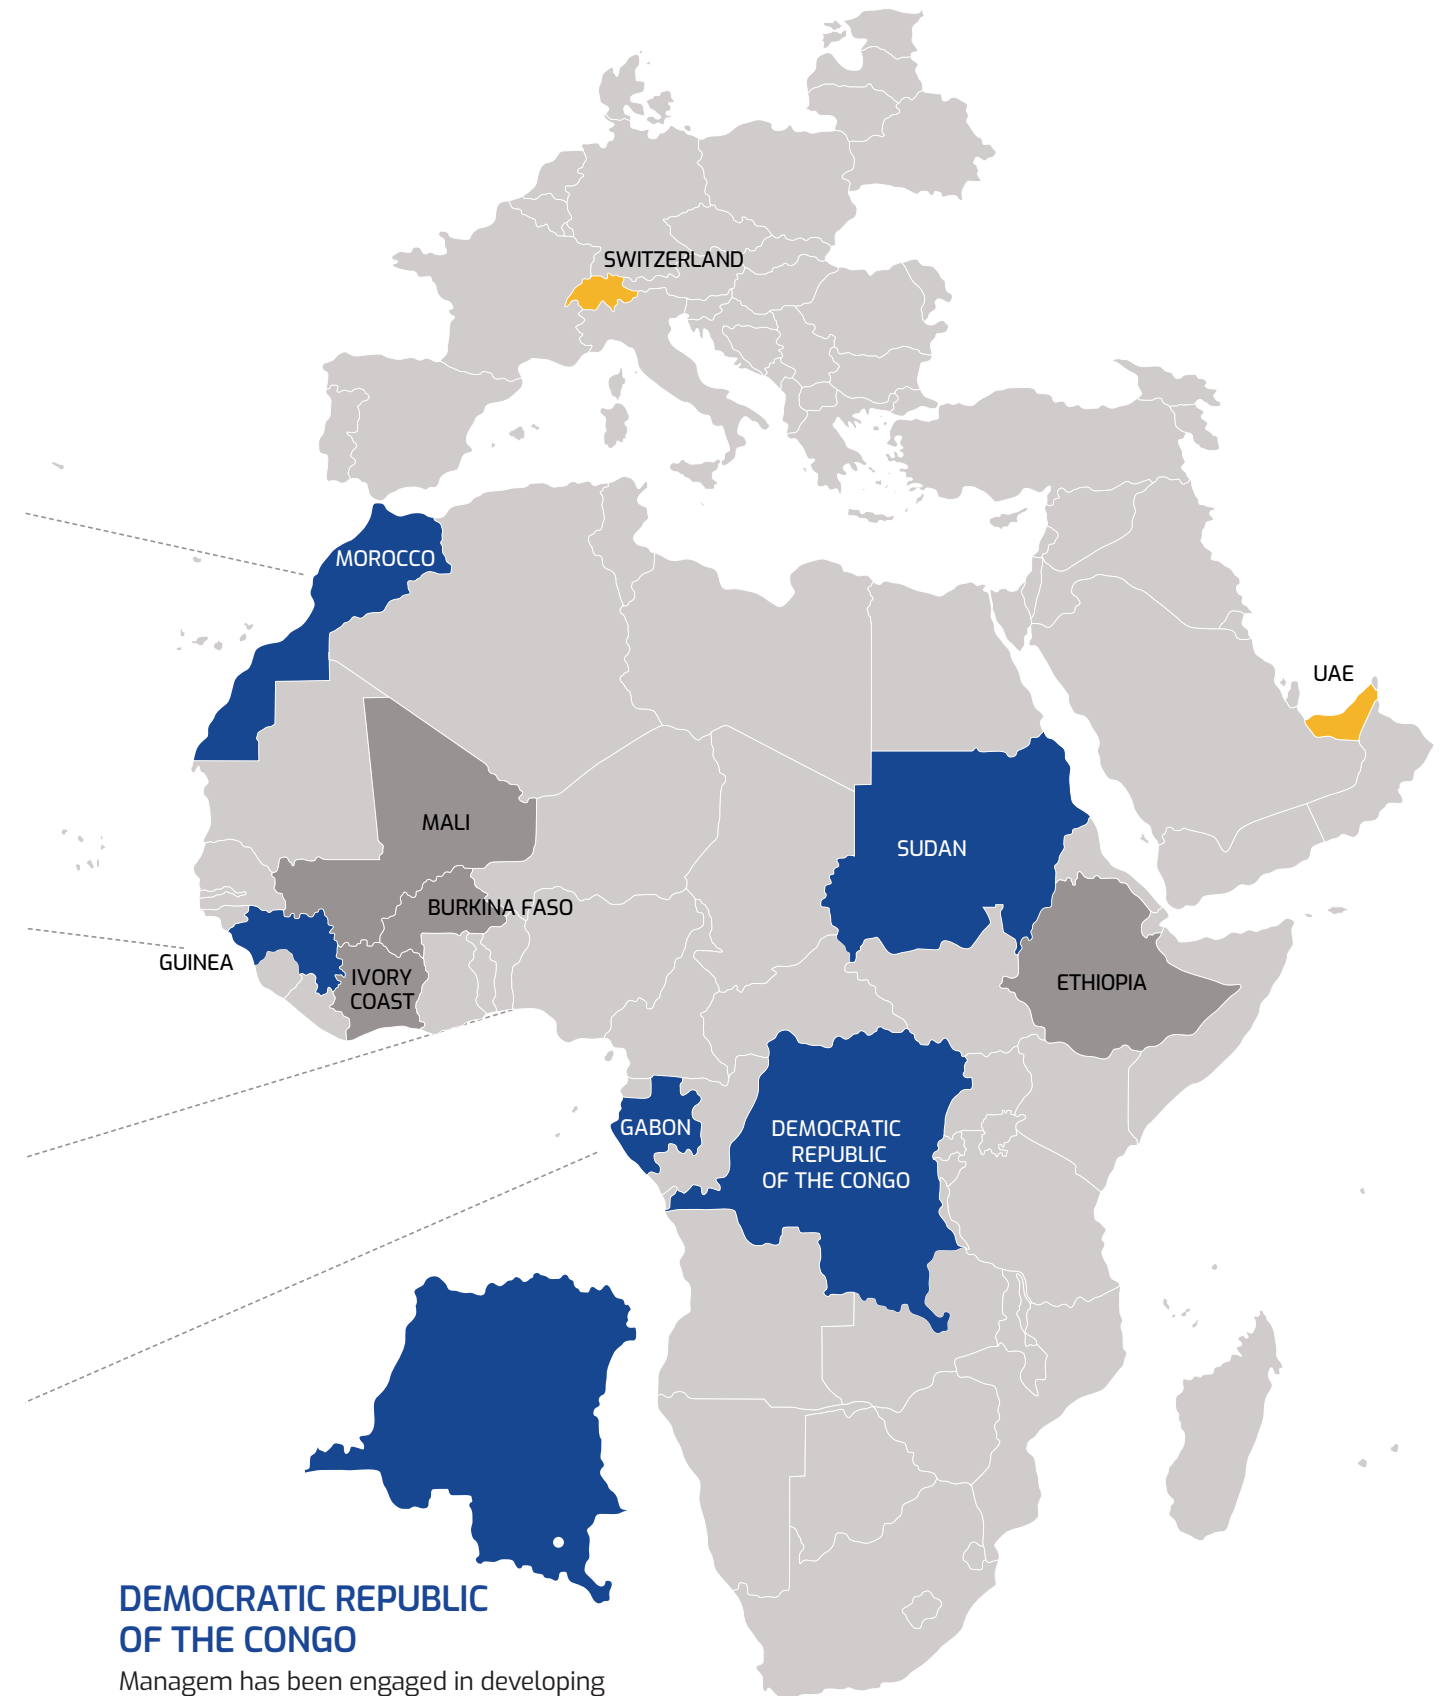 SWITZERLAND
MOROCCO
UAE
MALI
SUDAN
BURKINA FASO
GUINEA
IVORY
COAST
ETHIOPIA
GABON
DEMOCRATIC
REPUBLIC
OF THE CONGO
DEMOCRATIC REPUBLIC
OF THE CONGO
Managem has been engaged in developing